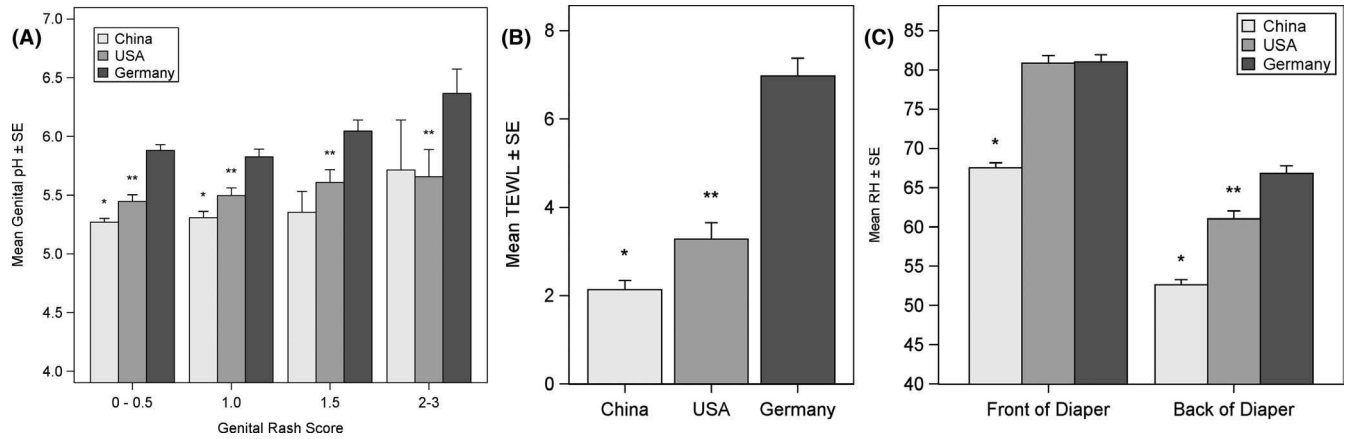 (A)
China
USA
Germany
Mean Genital pH ± SE
7.0
6.5
6.0
5.5
5.0
4.5
4.0
*
**
*
**
**
**
0 - 0.5
1.0
1.5
2-3
Genital Rash Score
(B)
Mean TEWL ± SE
8
6
4
2
0
*
**
China
USA
Germany
(C)
China
USA
Germany
Mean RH ± SE
85
80
75
70
65
60
55
50
45
40
*
*
**
Front of Diaper
Back of Diaper